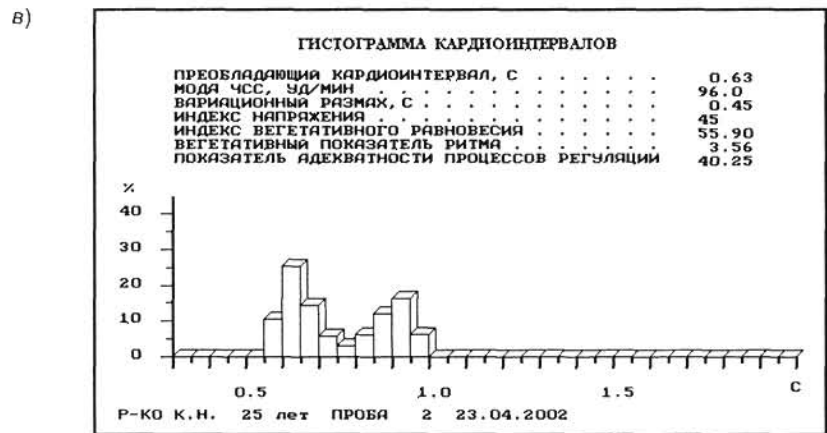 в)
ГИСТОГРАММА КАРДИОИНТЕРВАЛОВ
ПРЕОБЛАДАЮЩИЙ КАРДИОИНТЕРВАЛ, С . . . . . . 0.63
МОДА ЧСС, УД/МИН . . . . . . . . . . . . . 96.0
ВАРИАЦИОННЫЙ РАЗМАХ, С . . . . . . . . . . 0.45
ИНДЕКС НАПРЯЖЕНИЯ . . . . . . . . . . . . 45
ИНДЕКС ВЕГЕТАТИВНОГО РАВНОВЕСИЯ . . . . . . 55.90
ВЕГЕТАТИВНЫЙ ПОКАЗАТЕЛЬ РИТМА . . . . . . . 3.56
ПОКАЗАТЕЛЬ АДЕКВАТНОСТИ ПРОЦЕССОВ РЕГУЛЯЦИИ 40.25
%
40
30
20
10
0
0.5 1.0 1.5 С
Р-КО К.Н. 25 лет ПРОБА 2 23.04.2002